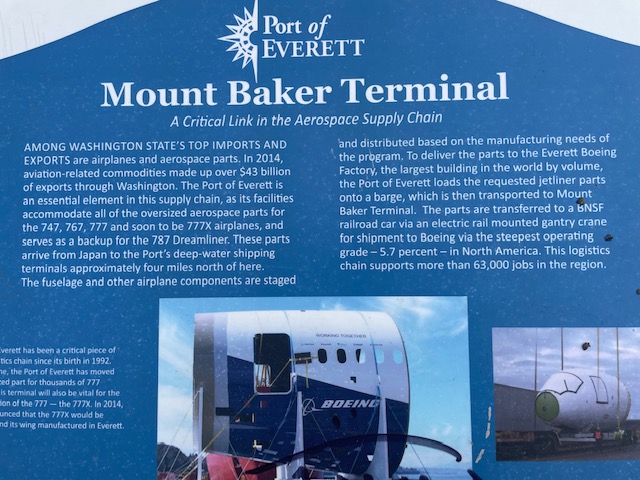 Port of
EVERETT
Mount Baker Terminal
A Critical Link in the Aerospace Supply Chain
AMONG WASHINGTON STATE'S TOP IMPORTS AND
EXPORTS are airplanes and aerospace parts. In 2014,
aviation-related commodities made up over $43 billion
of exports through Washington. The Port of Everett is
an essential element in this supply chain, as its facilities
accommodate all of the oversized aerospace parts for
the 747, 767, 777 and soon to be 777X airplanes, and
serves as a backup for the 787 Dreamliner. These parts
arrive from Japan to the Port's deep-water shipping
terminals approximately four miles north of here.
The fuselage and other airplane components are staged
and distributed based on the manufacturing needs of
the program. To deliver the parts to the Everett Boeing
Factory, the largest building in the world by volume,
the Port of Everett loads the requested jetliner parts
onto a barge, which is then transported to Mount
Baker Terminal. The parts are transferred to a BNSF
railroad car via an electric rail mounted gantry crane
for shipment to Boeing via the steepest operating
grade – 5.7 percent – in North America. This logistics
chain supports more than 63,000 jobs in the region.
Everett has been a critical piece of
tics chain since its birth in 1992.
ne, the Port of Everett has moved
zed part for thousands of 777
is terminal will also be vital for the
ion of the 777 — the 777X. In 2014,
unced that the 777X would be
nd its wing manufactured in Everett.
WORKING TOGETHER
BOEING